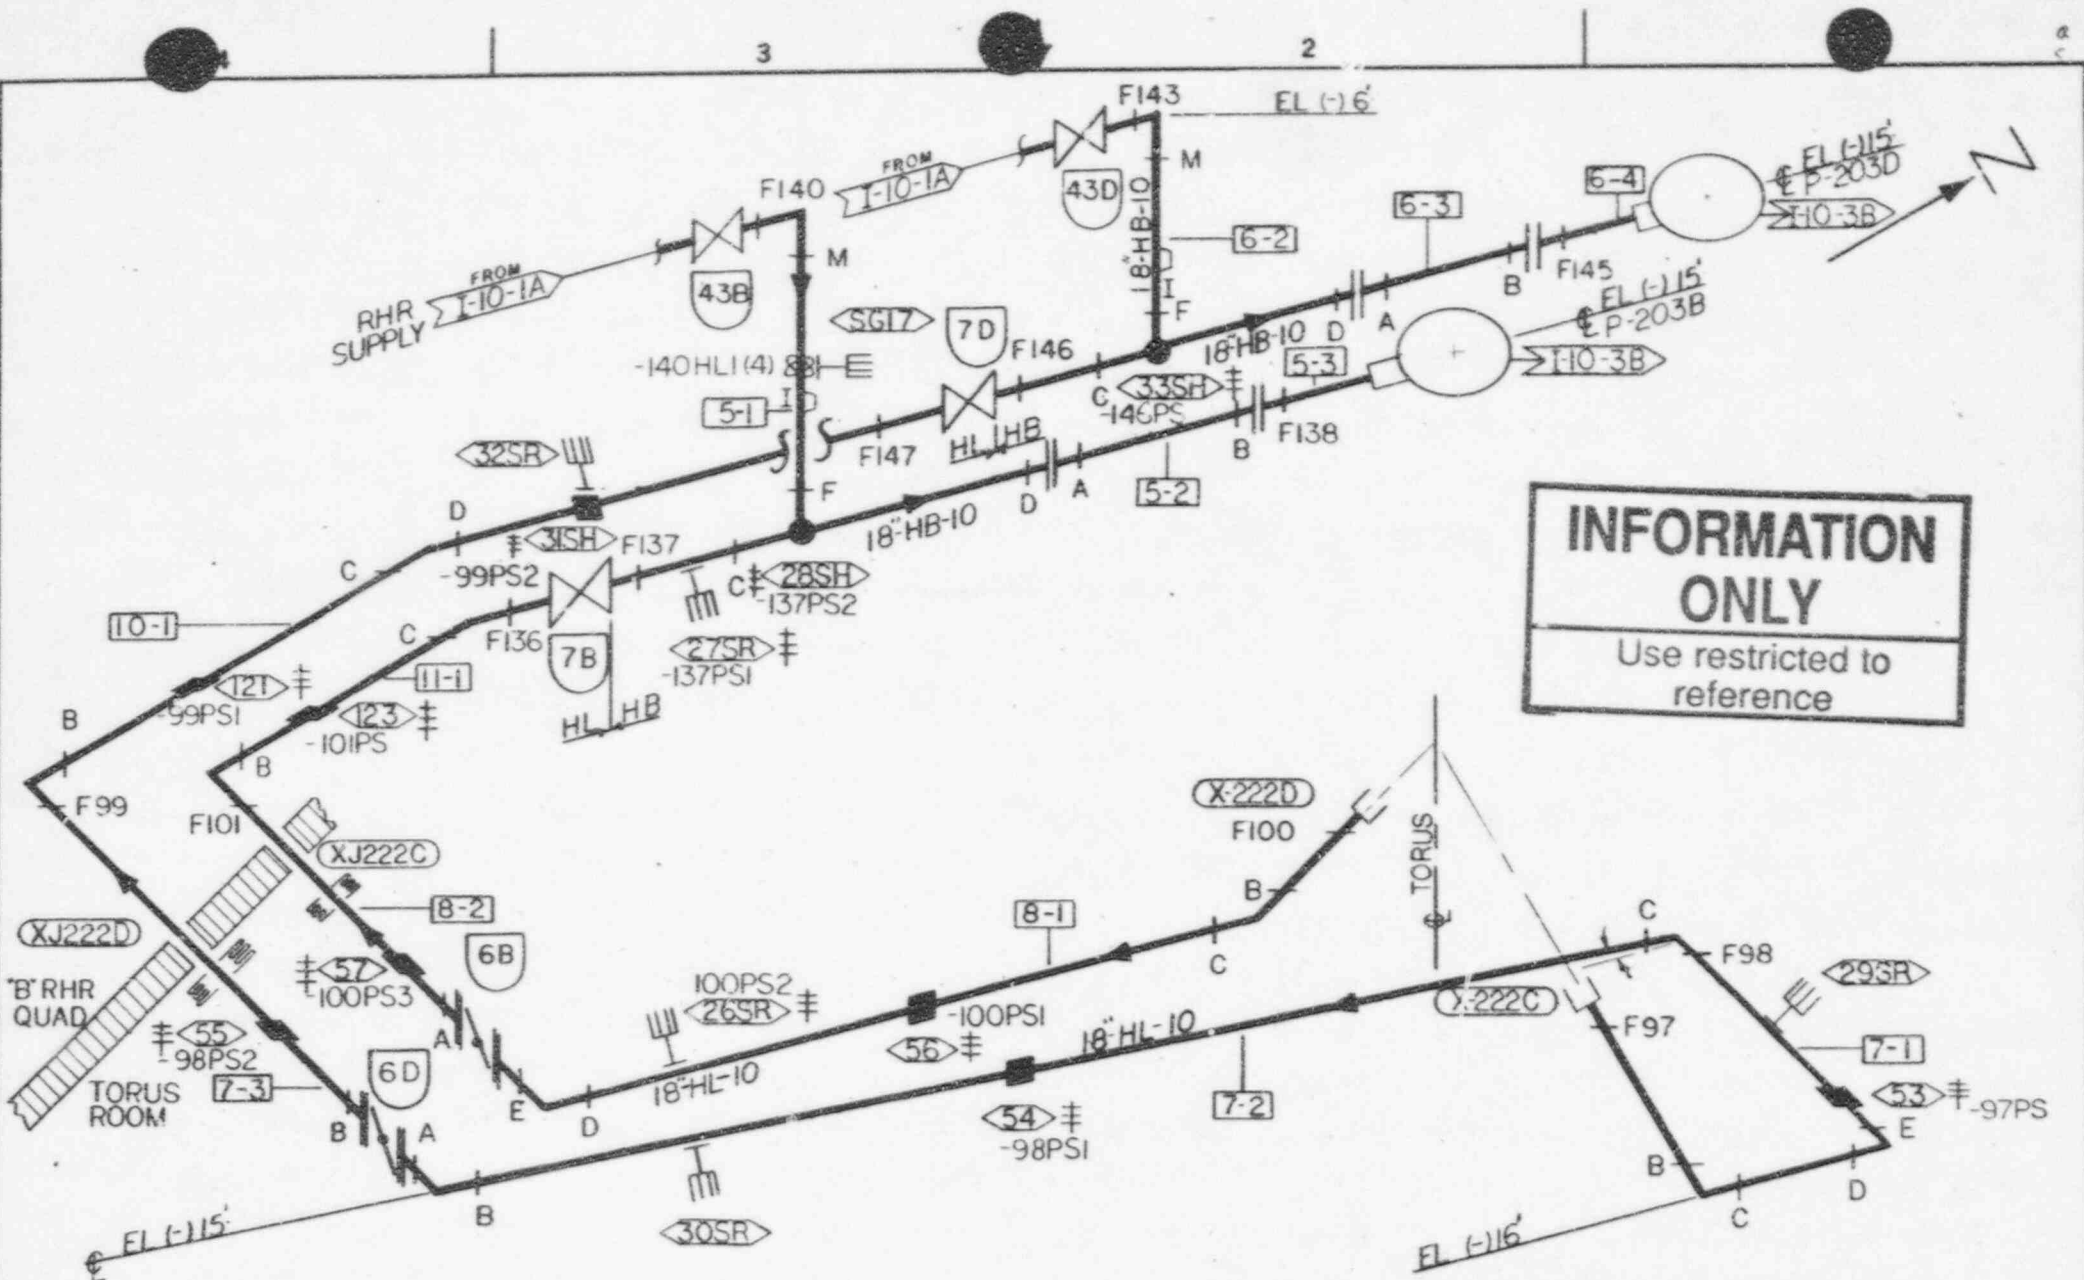 3
2
F143
EL (-) 6'
FROM
I-10-1A
M
43D
18"-HB-10
6-2
I
F
F140
FROM
I-10-1A
RHR
SUPPLY
43B
M
SG17
7D
F146
-140HL1(4)
I
5-1
F147
HL HB
C
33SH
-146PS
18"-HB-10
D
A
6-3
B
F145
6-4
EL (-) 15'
℄ P-203D
I-10-3B
N
EL (-) 15'
℄ P-203B
I-10-3B
5-3
B
F138
5-2
A
D
18"-HB-10
F
32SR
D
31SH
-99PS2
F137
C
28SH
-137PS2
27SR
-137PS1
C
10-1
C
F136
7B
11-1
HL HB
121
-99PS1
123
-101PS
B
B
F99
F101
XJ222C
XJ222D
8-2
"B" RHR
QUAD
57
-100PS3
6B
55
-98PS2
7-3
6D
TORUS
ROOM
A
E
B
A
D
B
EL (-) 15'
℄
100PS2
26SR
18"-HL-10
56
-100PS1
8-1
54
-98PS1
18"-HL-10
7-2
30SR
C
B
F100
X-222D
TORUS
℄
X-222C
F97
C
F98
29SR
7-1
53
-97PS
E
D
C
B
EL (-) 16'
INFORMATION
ONLY
Use restricted to
reference